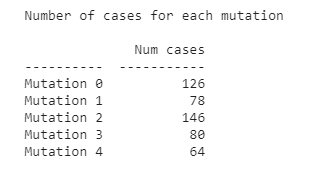 Number of cases for each mutation
Num cases
---------- -----------
Mutation 0 126
Mutation 1 78
Mutation 2 146
Mutation 3 80
Mutation 4 64